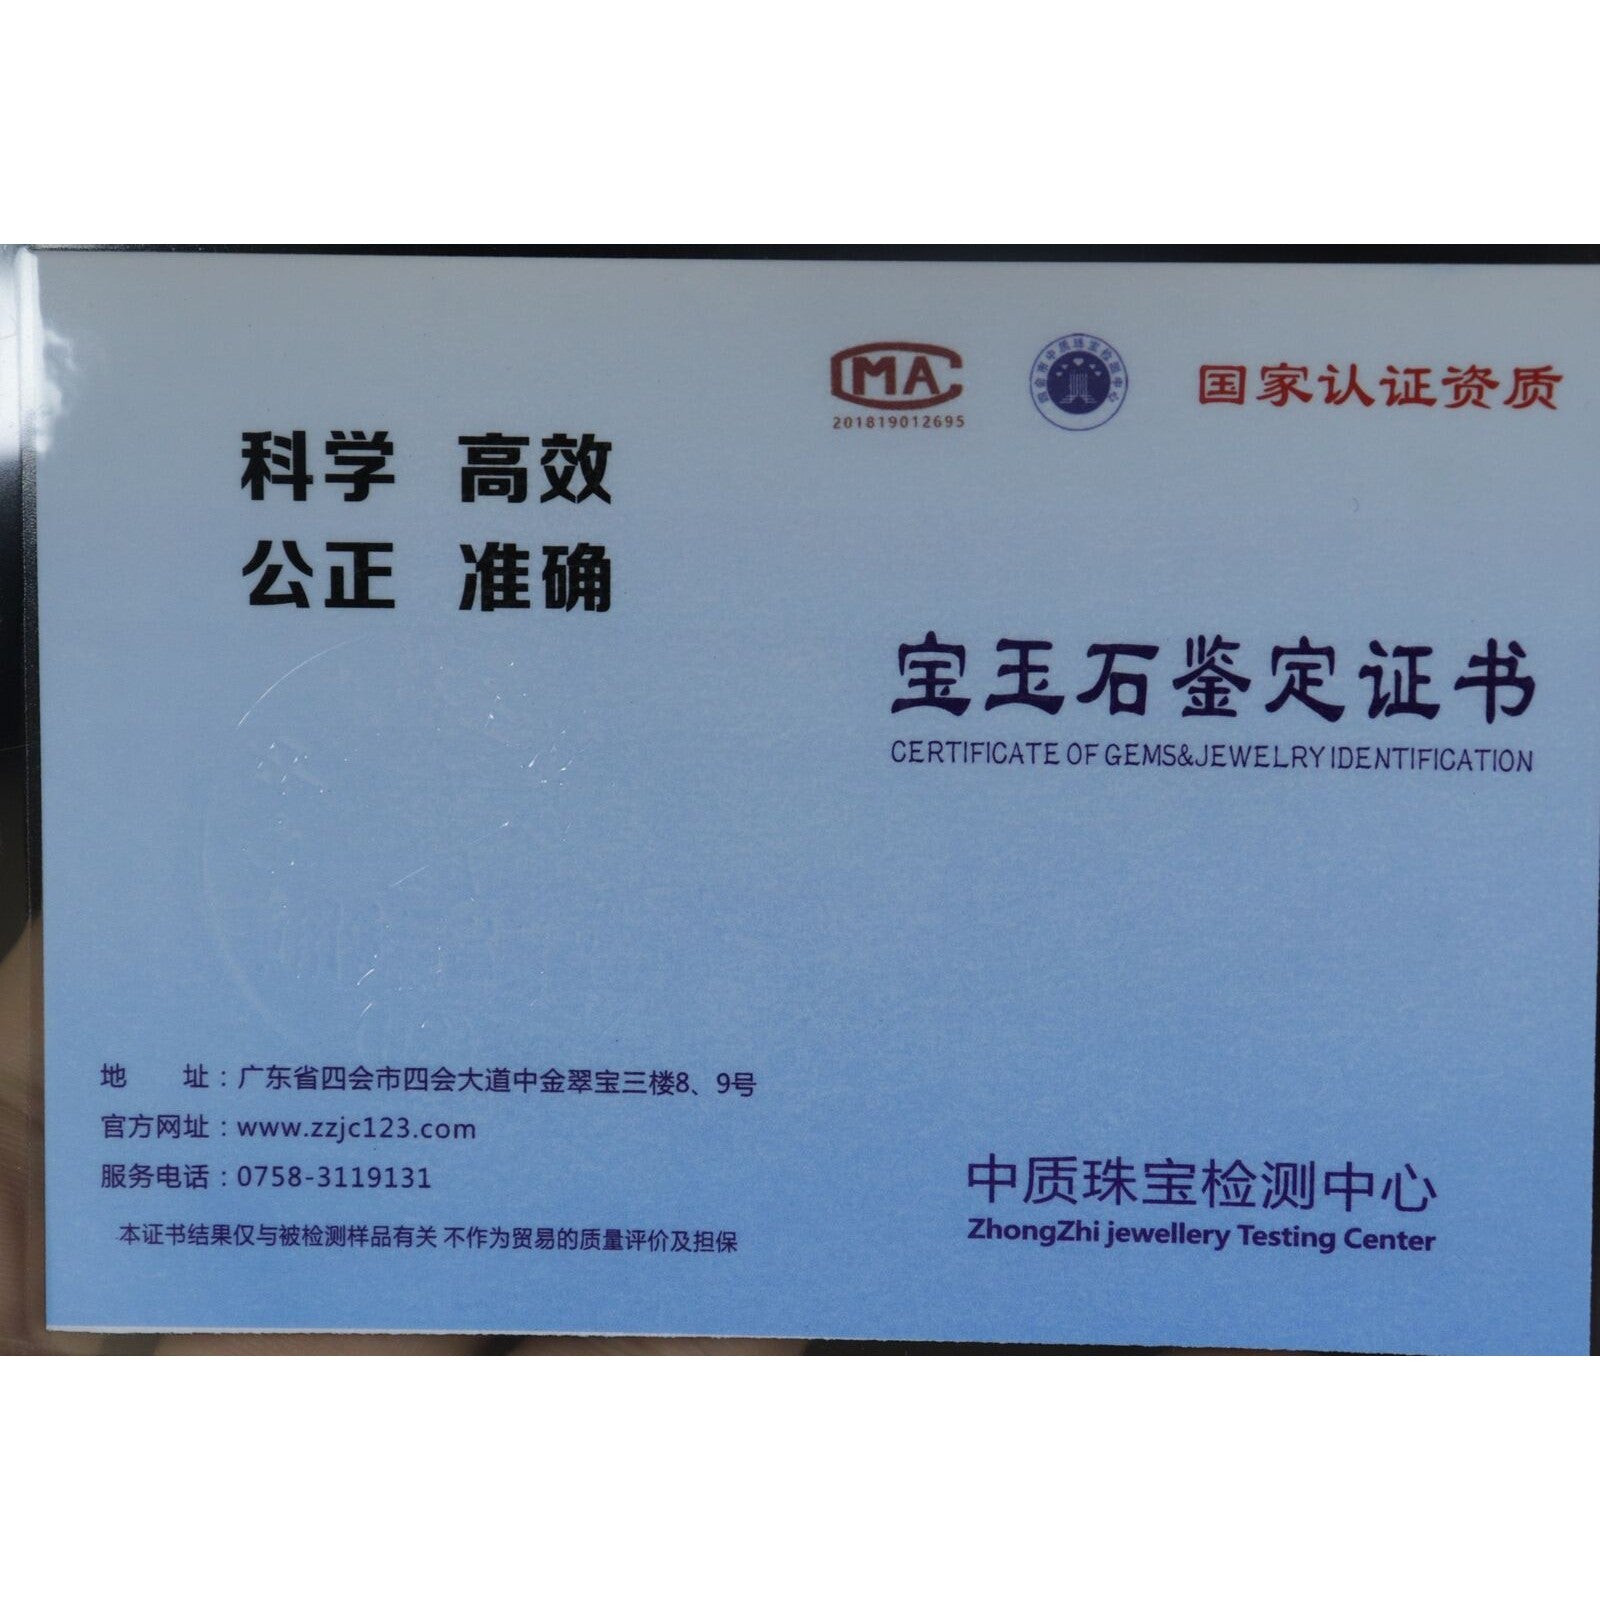 科学 高效
公正 准确
地 址：广东省四会市四会大道中金翠宝三楼8、9号
官方网址：www.zzjc123.com
服务电话：0758-3119131
本证书结果仅与被检测样品有关 不作为贸易的质量评价及担保
CMA
201819012695
国家认证资质
宝玉石鉴定证书
CERTIFICATE OF GEMS&JEWELRY IDENTIFICATION
中质珠宝检测中心
ZhongZhi jewellery Testing Center